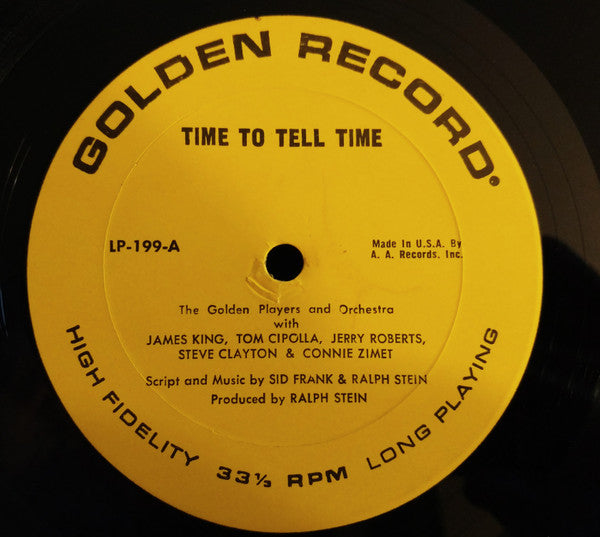 GOLDEN RECORD®
TIME TO TELL TIME
LP-199-A
Made In U.S.A. By
A. A. Records, Inc.
The Golden Players and Orchestra
with
JAMES KING, TOM CIPOLLA, JERRY ROBERTS,
STEVE CLAYTON & CONNIE ZIMET
Script and Music by SID FRANK & RALPH STEIN
Produced by RALPH STEIN
HIGH FIDELITY 33⅓ RPM LONG PLAYING